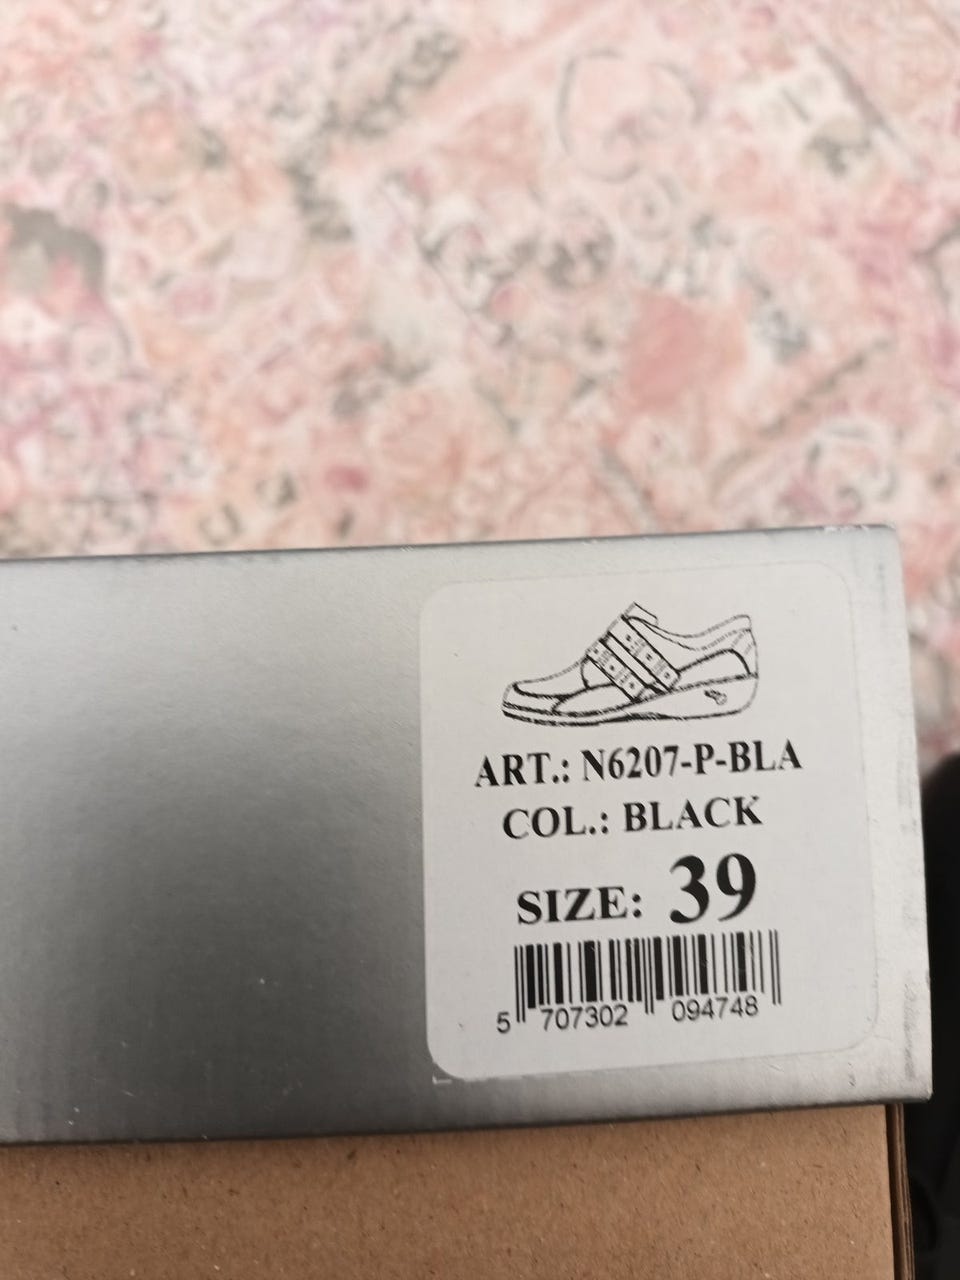 ART.: N6207-P-BLA
COL.: BLACK
SIZE: 39
5 707302 094748